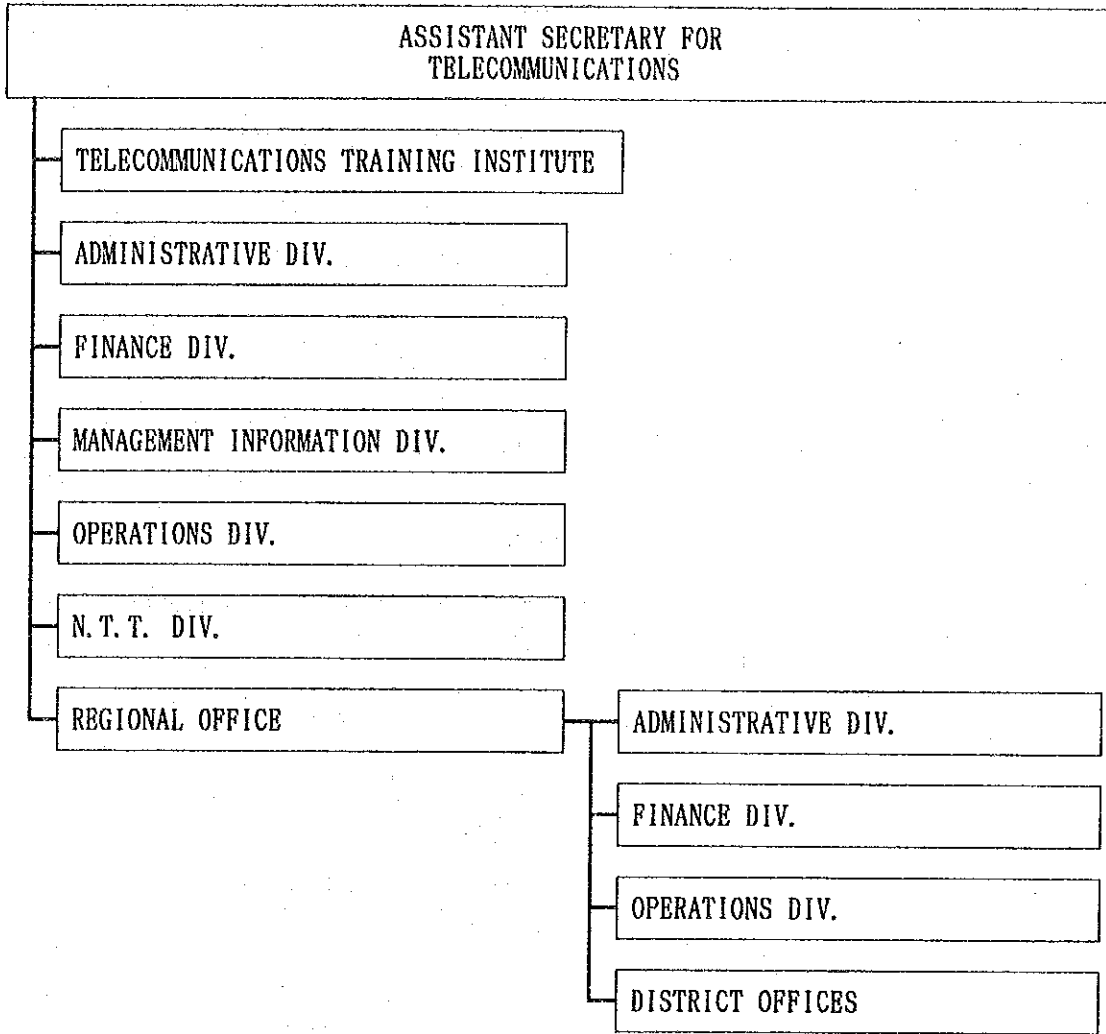 ASSISTANT SECRETARY FOR
TELECOMMUNICATIONS
TELECOMMUNICATIONS TRAINING INSTITUTE
ADMINISTRATIVE DIV.
FINANCE DIV.
MANAGEMENT INFORMATION DIV.
OPERATIONS DIV.
N.T.T. DIV.
REGIONAL OFFICE
ADMINISTRATIVE DIV.
FINANCE DIV.
OPERATIONS DIV.
DISTRICT OFFICES